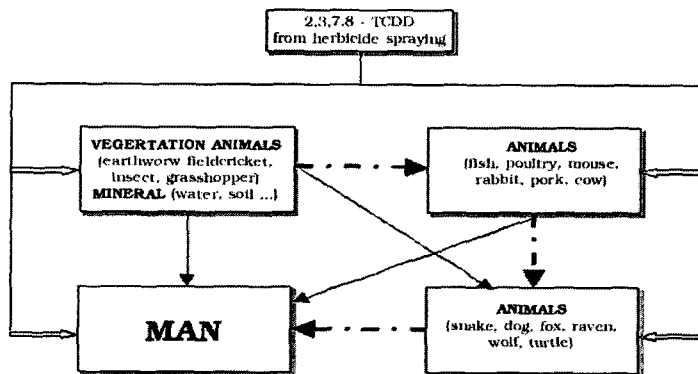 2,3,7.8 - TCDD
from herbicide spraying
VEGERTATION ANIMALS
(earthworw fieldcricket,
insect, grasshopper)
MINERAL (water, soil ...)
ANIMALS
(fish, poultry, mouse,
rabbit, pork, cow)
MAN
ANIMALS
(snake, dog, fox, raven,
wolf, turtle)